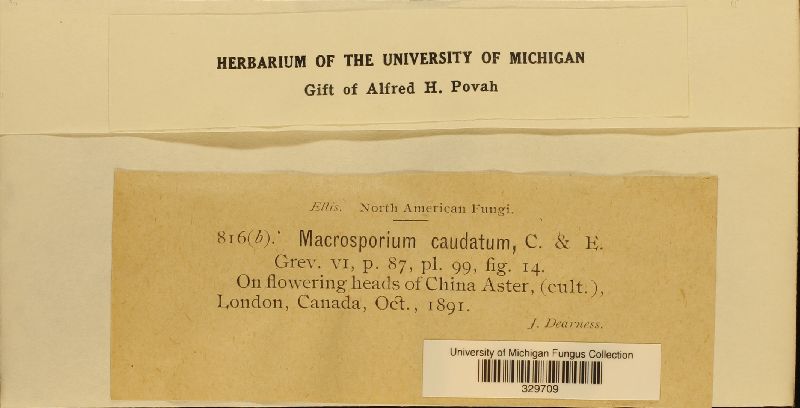 HERBARIUM OF THE UNIVERSITY OF MICHIGAN
Gift of Alfred H. Povah
Ellis. North American Fungi.
816(b). Macrosporium caudatum, C. & E.
Grev. VI, p. 87, pl. 99, fig. 14.
On flowering heads of China Aster, (cult.),
London, Canada, Oct., 1891.
J. Dearness.
University of Michigan Fungus Collection
329709